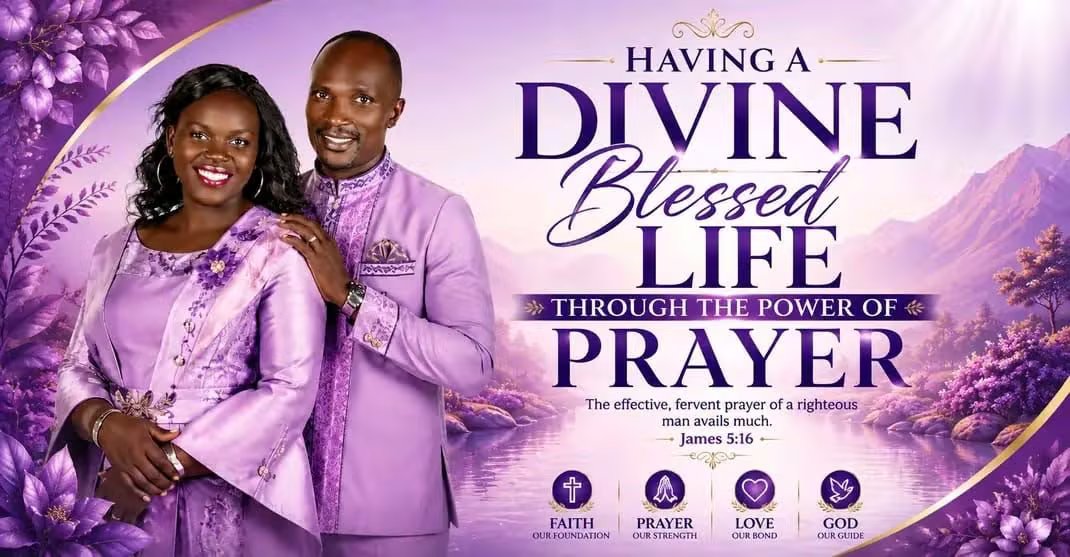 HAVING A
DIVINE
Blessed
LIFE
THROUGH THE POWER OF
PRAYER
The effective, fervent prayer of a righteous
man avails much.
James 5:16
FAITH
OUR FOUNDATION
PRAYER
OUR STRENGTH
LOVE
OUR BOND
GOD
OUR GUIDE